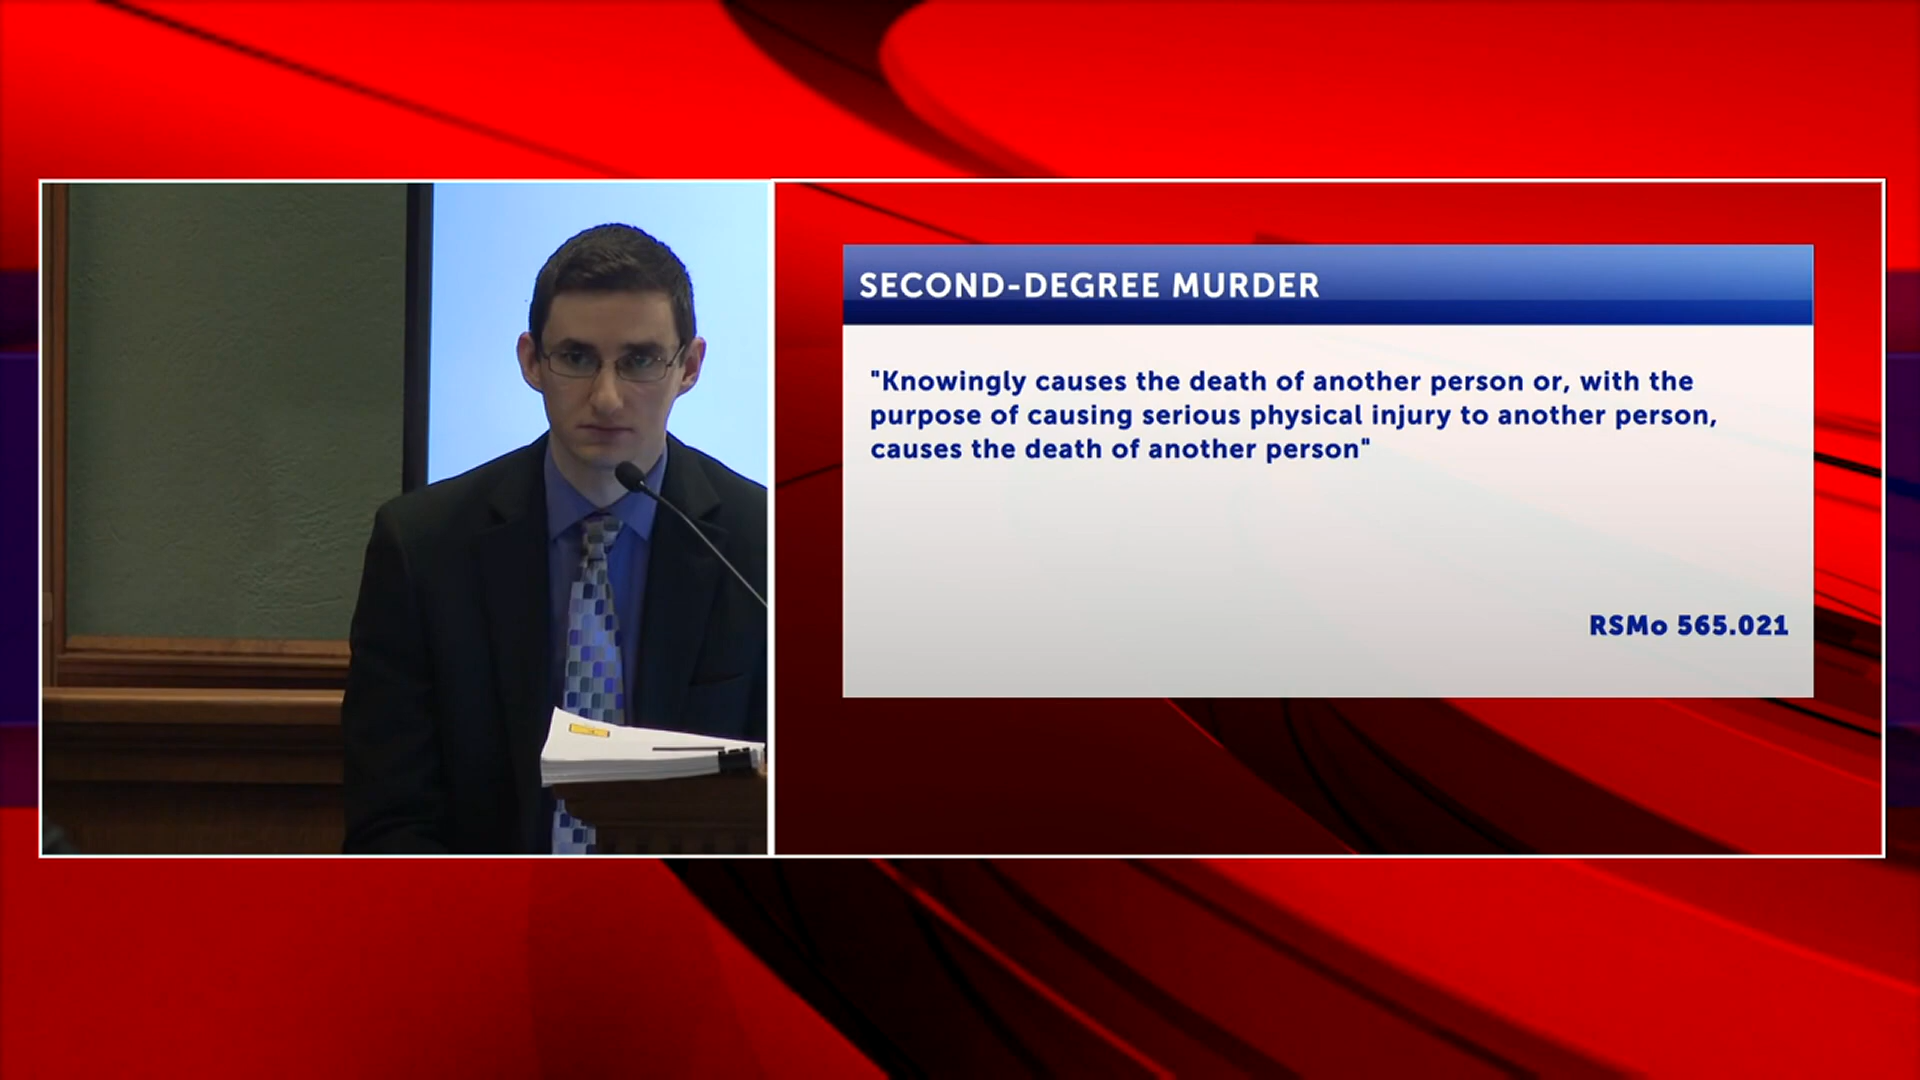 SECOND-DEGREE MURDER
"Knowingly causes the death of another person or, with the
purpose of causing serious physical injury to another person,
causes the death of another person"
RSMo 565.021